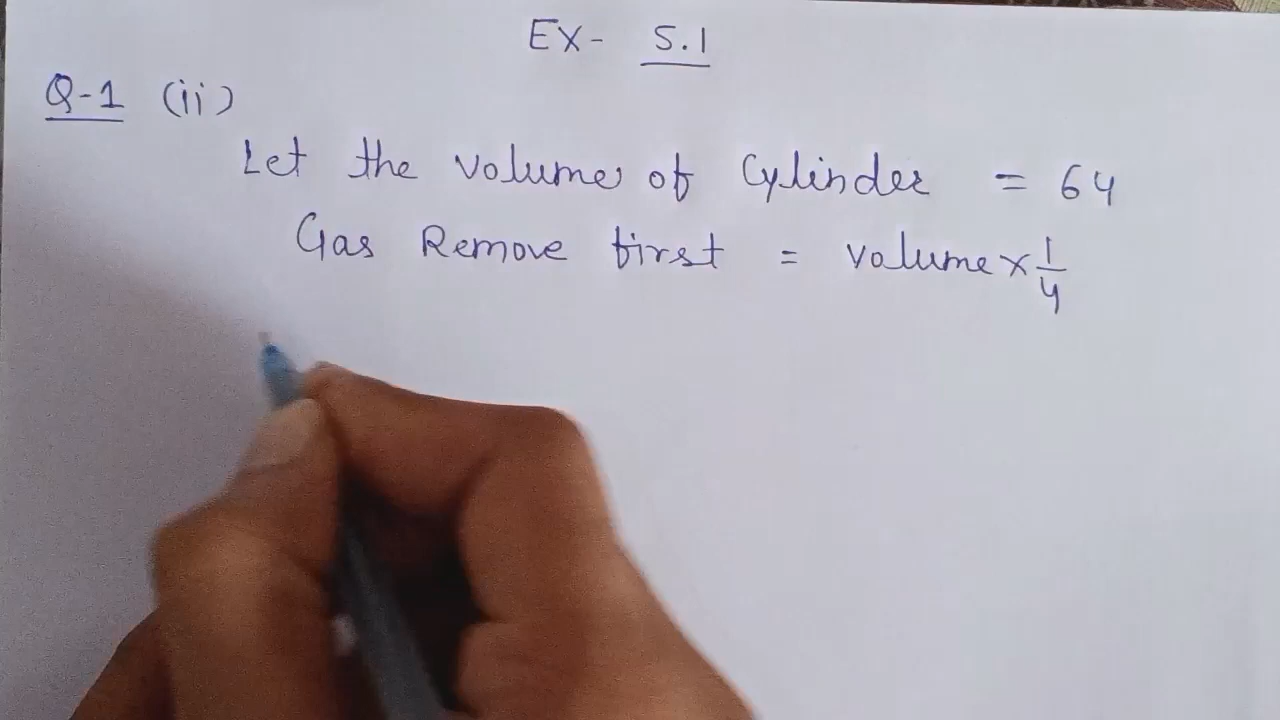 EX- 5.1
Q-1 (ii)
Let the volume of Cylinder = 64
Gas Remove first = volume × 1/4